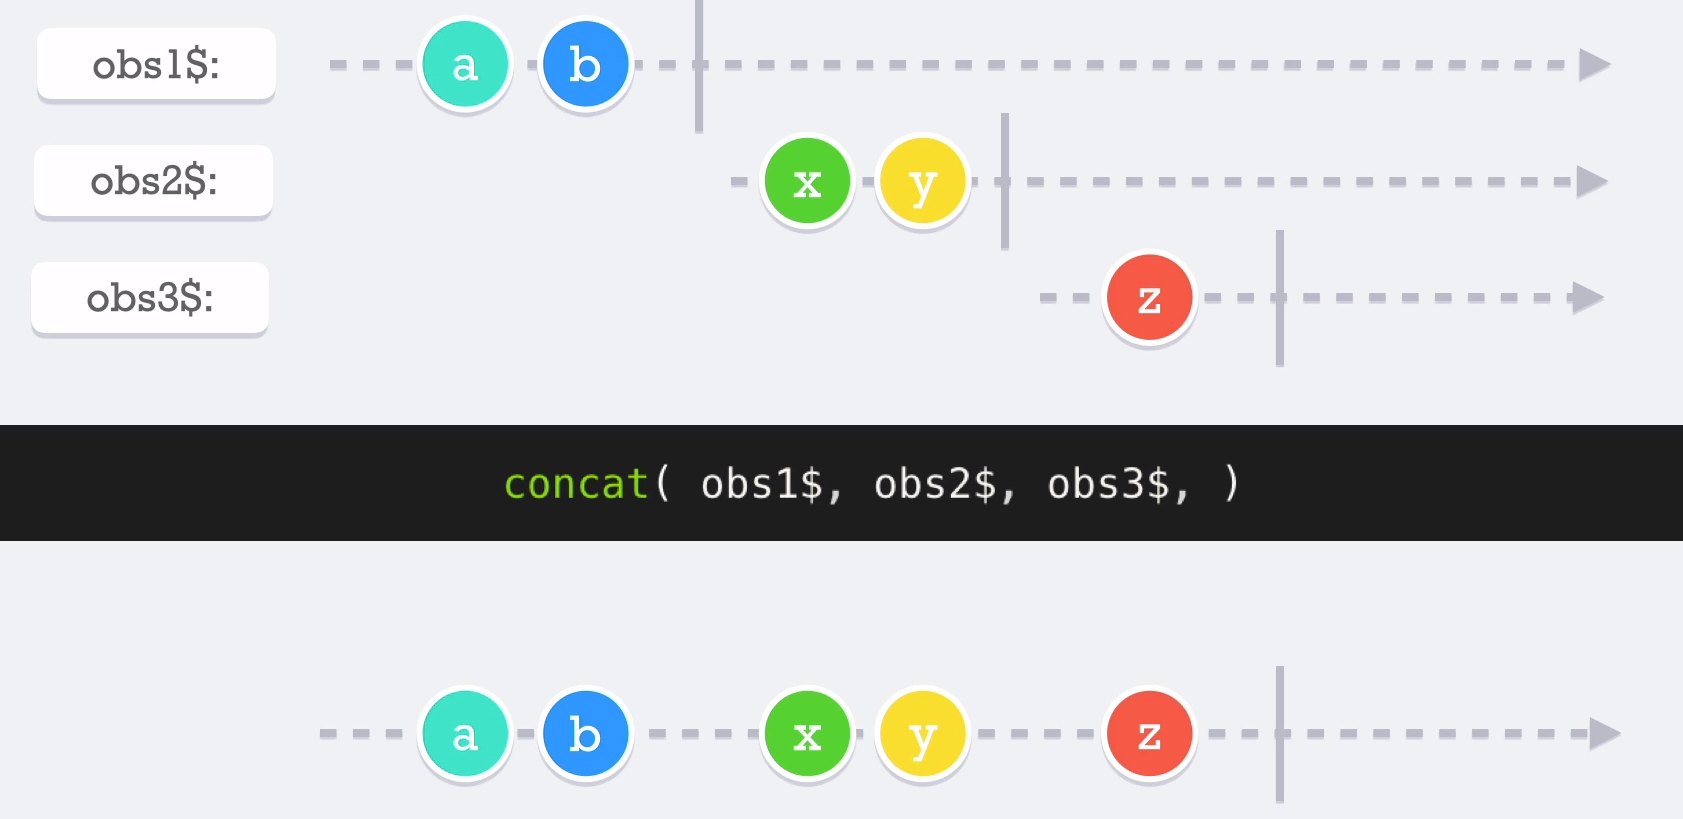 obs1$: a b
obs2$: x y
obs3$: z
concat( obs1$, obs2$, obs3$, )
a b x y z